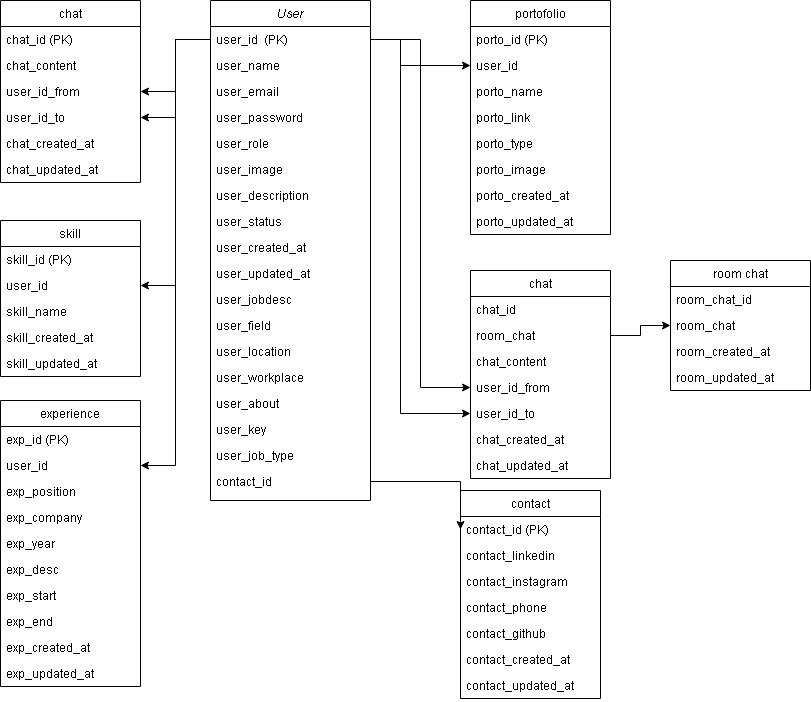 chat
chat_id (PK)
chat_content
user_id_from
user_id_to
chat_created_at
chat_updated_at
skill
skill_id (PK)
user_id
skill_name
skill_created_at
skill_updated_at
experience
exp_id (PK)
user_id
exp_position
exp_company
exp_year
exp_desc
exp_start
exp_end
exp_created_at
exp_updated_at
User
user_id (PK)
user_name
user_email
user_password
user_role
user_image
user_description
user_status
user_created_at
user_updated_at
user_jobdesc
user_field
user_location
user_workplace
user_about
user_key
user_job_type
contact_id
portofolio
porto_id (PK)
user_id
porto_name
porto_link
porto_type
porto_image
porto_created_at
porto_updated_at
chat
chat_id
room_chat
chat_content
user_id_from
user_id_to
chat_created_at
chat_updated_at
room chat
room_chat_id
room_chat
room_created_at
room_updated_at
contact
contact_id (PK)
contact_linkedin
contact_instagram
contact_phone
contact_github
contact_created_at
contact_updated_at